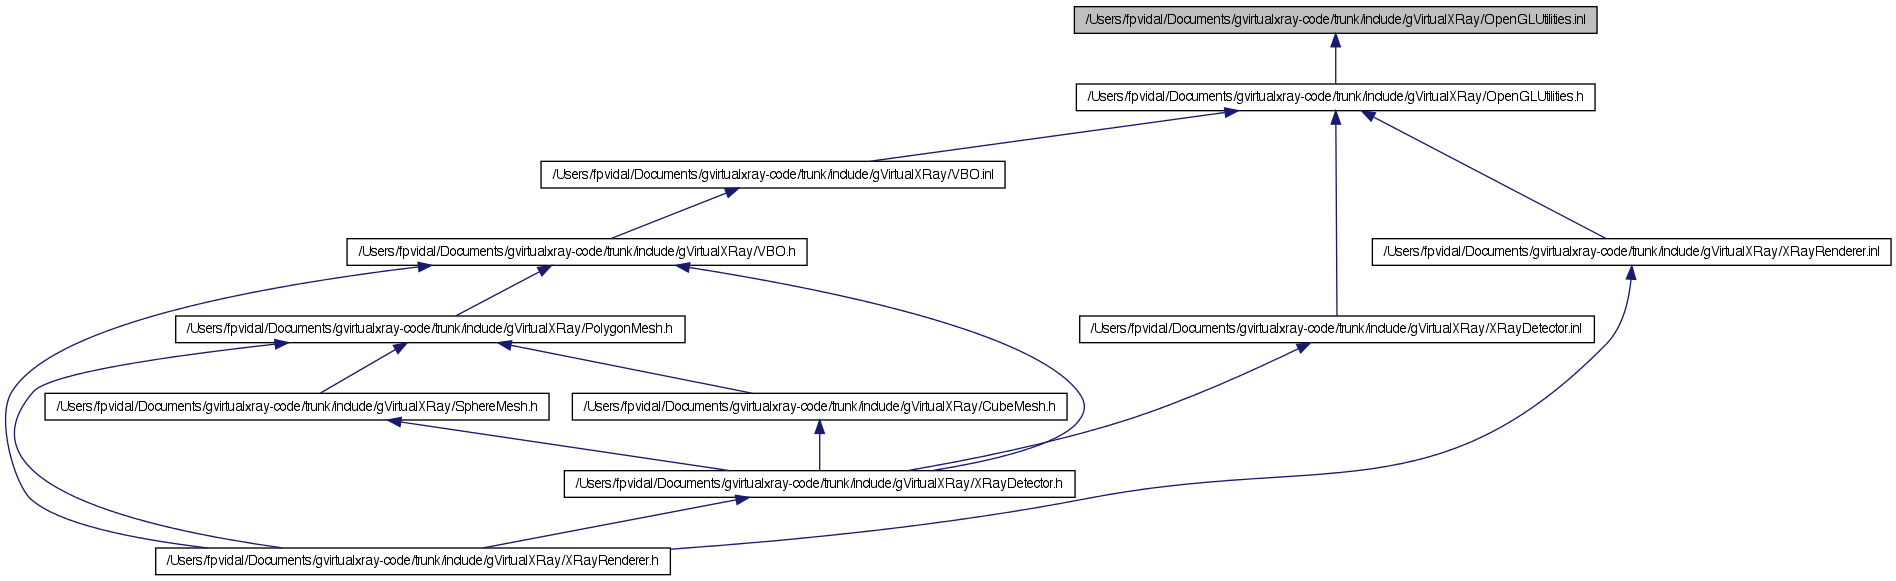 /Users/fpvidal/Documents/gvirtualxray-code/trunk/include/gVirtualXRay/OpenGLUtilities.inl
/Users/fpvidal/Documents/gvirtualxray-code/trunk/include/gVirtualXRay/OpenGLUtilities.h
/Users/fpvidal/Documents/gvirtualxray-code/trunk/include/gVirtualXRay/VBO.inl
/Users/fpvidal/Documents/gvirtualxray-code/trunk/include/gVirtualXRay/VBO.h
/Users/fpvidal/Documents/gvirtualxray-code/trunk/include/gVirtualXRay/XRayRenderer.inl
/Users/fpvidal/Documents/gvirtualxray-code/trunk/include/gVirtualXRay/PolygonMesh.h
/Users/fpvidal/Documents/gvirtualxray-code/trunk/include/gVirtualXRay/XRayDetector.inl
/Users/fpvidal/Documents/gvirtualxray-code/trunk/include/gVirtualXRay/SphereMesh.h
/Users/fpvidal/Documents/gvirtualxray-code/trunk/include/gVirtualXRay/CubeMesh.h
/Users/fpvidal/Documents/gvirtualxray-code/trunk/include/gVirtualXRay/XRayDetector.h
/Users/fpvidal/Documents/gvirtualxray-code/trunk/include/gVirtualXRay/XRayRenderer.h